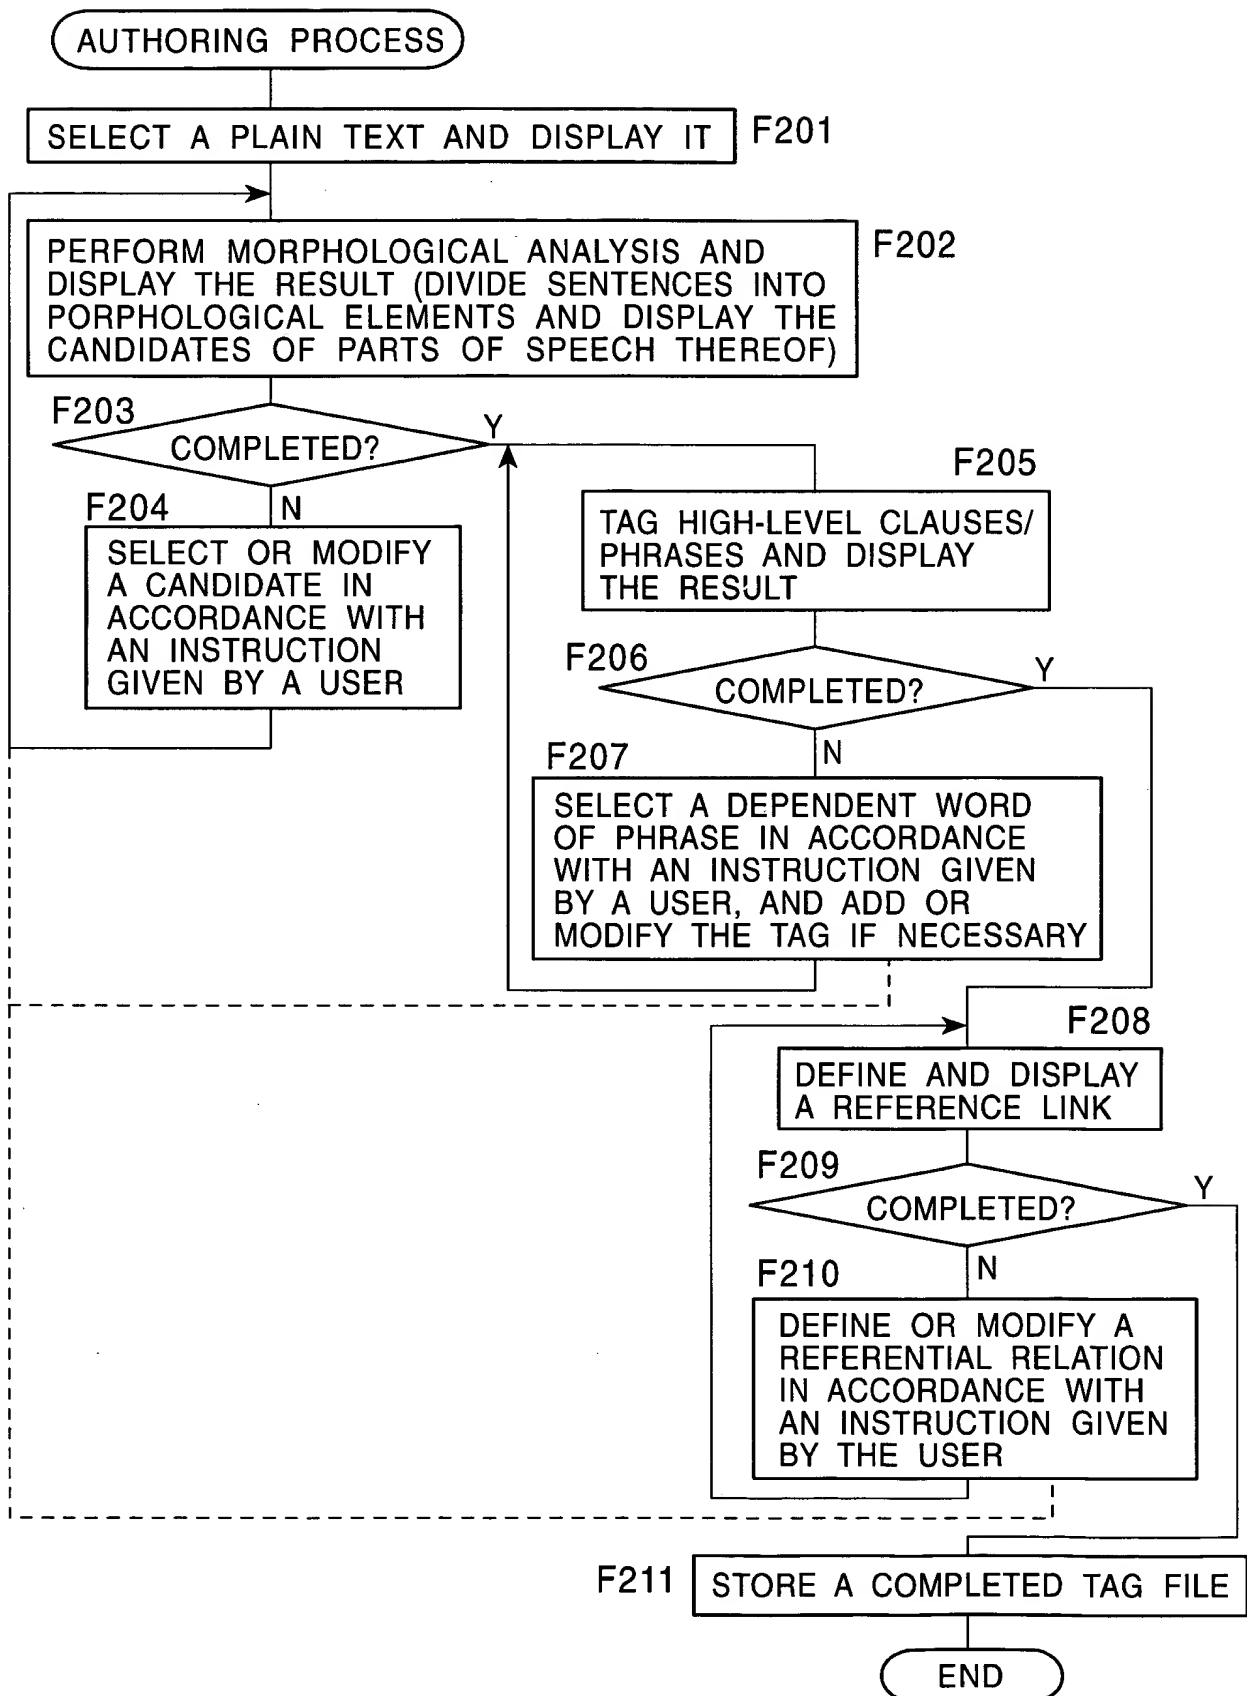 AUTHORING PROCESS
SELECT A PLAIN TEXT AND DISPLAY IT
F201
PERFORM MORPHOLOGICAL ANALYSIS AND
DISPLAY THE RESULT (DIVIDE SENTENCES INTO
PORPHOLOGICAL ELEMENTS AND DISPLAY THE
CANDIDATES OF PARTS OF SPEECH THEREOF)
F202
F203
COMPLETED?
Y
N
F204
SELECT OR MODIFY
A CANDIDATE IN
ACCORDANCE WITH
AN INSTRUCTION
GIVEN BY A USER
F205
TAG HIGH-LEVEL CLAUSES/
PHRASES AND DISPLAY
THE RESULT
F206
COMPLETED?
Y
N
F207
SELECT A DEPENDENT WORD
OF PHRASE IN ACCORDANCE
WITH AN INSTRUCTION GIVEN
BY A USER, AND ADD OR
MODIFY THE TAG IF NECESSARY
F208
DEFINE AND DISPLAY
A REFERENCE LINK
F209
COMPLETED?
Y
N
F210
DEFINE OR MODIFY A
REFERENTIAL RELATION
IN ACCORDANCE WITH
AN INSTRUCTION GIVEN
BY THE USER
F211
STORE A COMPLETED TAG FILE
END